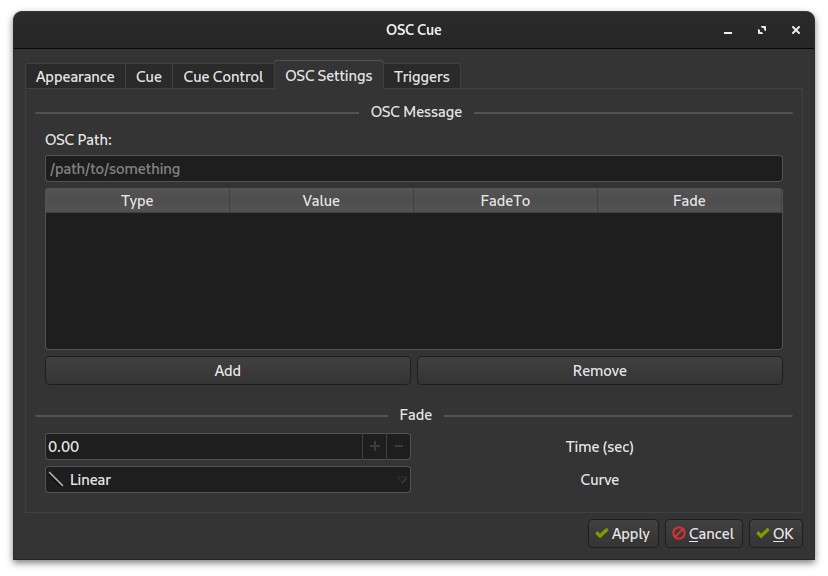 OSC Cue
Appearance Cue Cue Control OSC Settings Triggers
OSC Message
OSC Path:
/path/to/something
Type Value FadeTo Fade
Add Remove
Fade
0.00 + − Time (sec)
Linear Curve
Apply Cancel OK